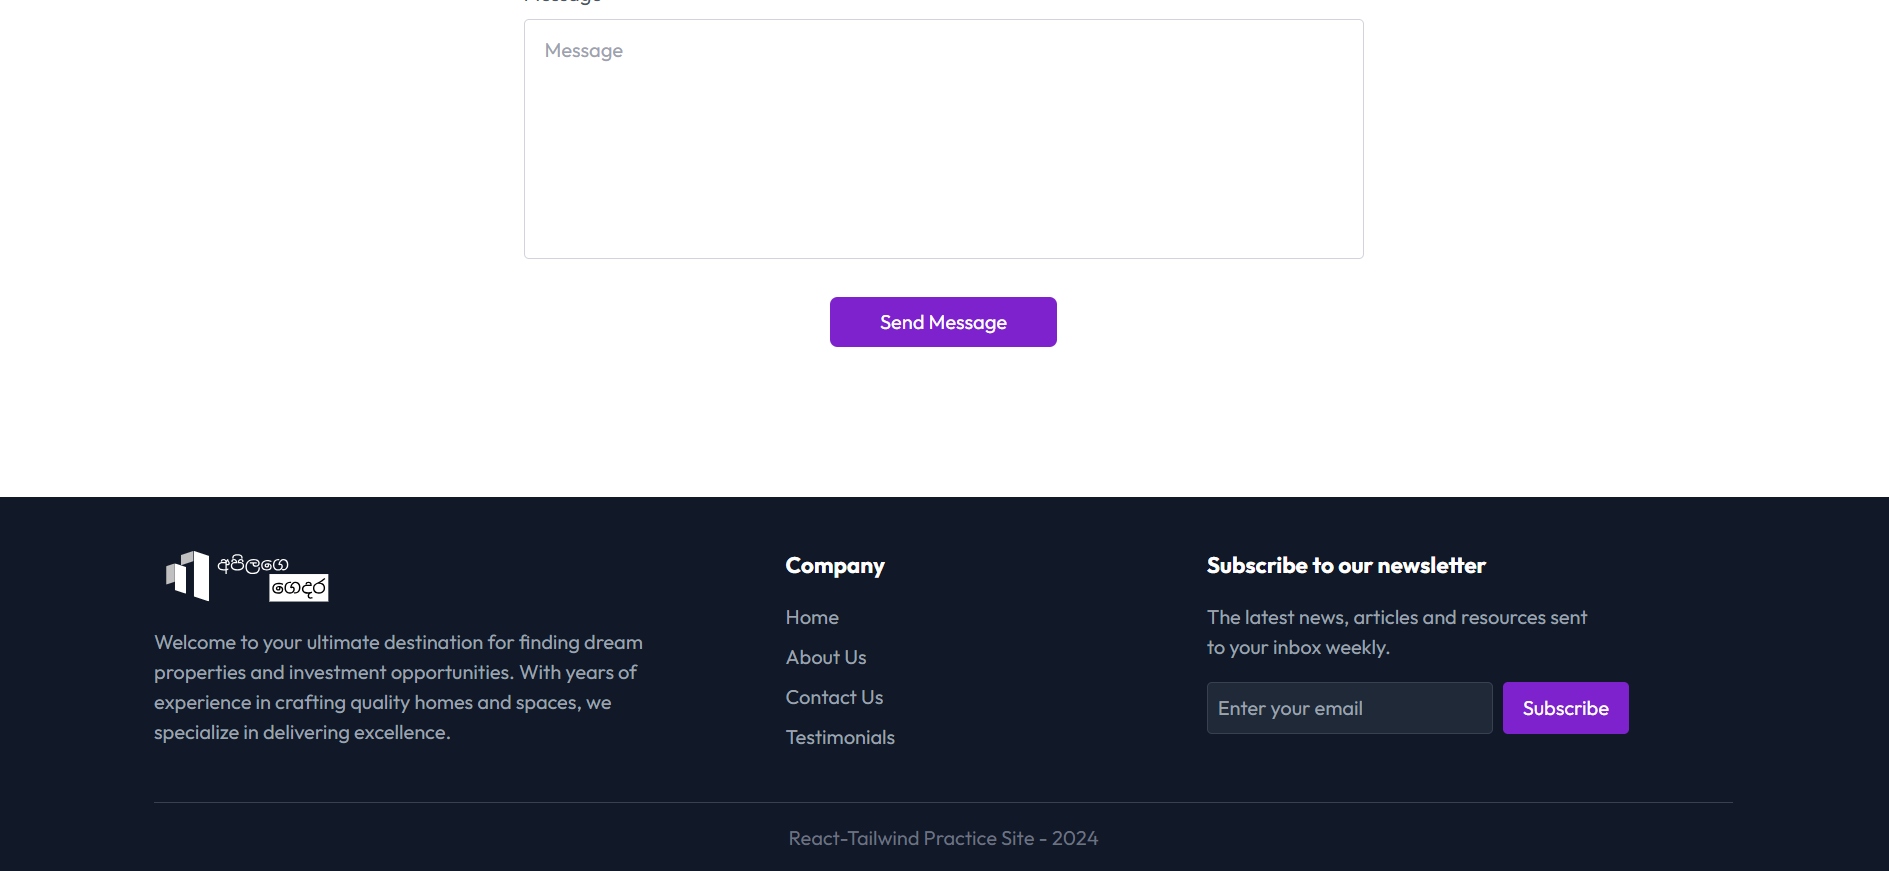 Message
Message
Send Message
අපිලගෙ
ගෙදර
Welcome to your ultimate destination for finding dream
properties and investment opportunities. With years of
experience in crafting quality homes and spaces, we
specialize in delivering excellence.
Company
Home
About Us
Contact Us
Testimonials
Subscribe to our newsletter
The latest news, articles and resources sent
to your inbox weekly.
Enter your email
Subscribe
React-Tailwind Practice Site - 2024